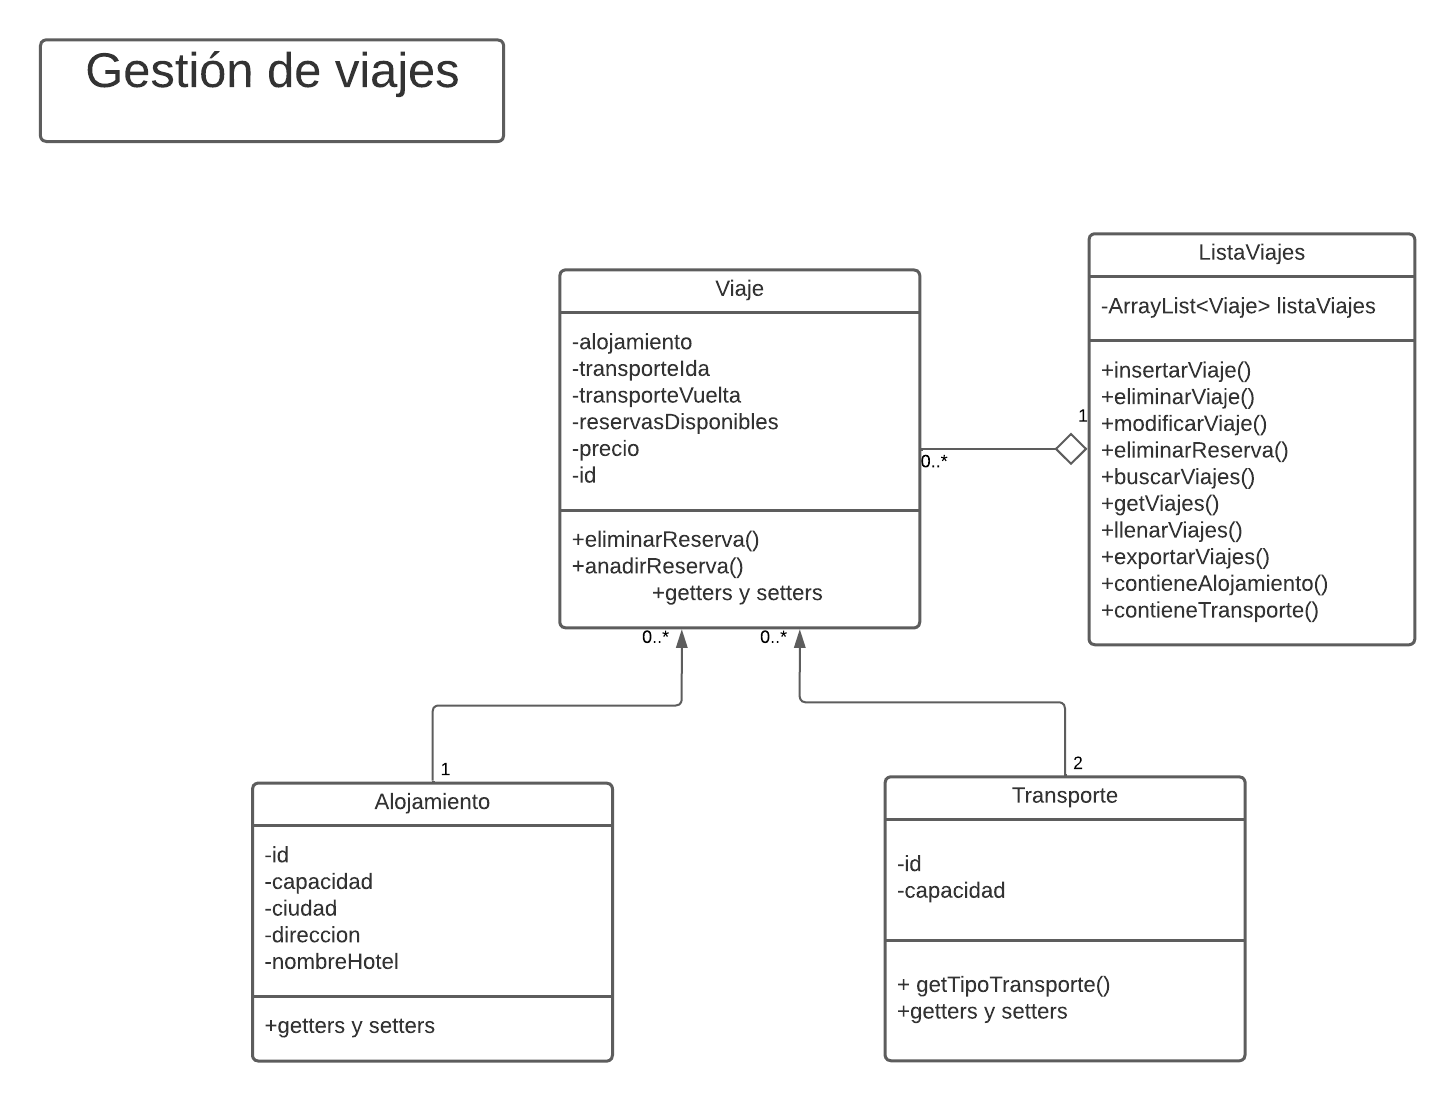 Gestión de viajes
Viaje
-alojamiento
-transporteIda
-transporteVuelta
-reservasDisponibles
-precio
-id
+eliminarReserva()
+anadirReserva()
+getters y setters
0..*
0..*
0..*
1
ListaViajes
-ArrayList<Viaje> listaViajes
+insertarViaje()
+eliminarViaje()
+modificarViaje()
+eliminarReserva()
+buscarViajes()
+getViajes()
+llenarViajes()
+exportarViajes()
+contieneAlojamiento()
+contieneTransporte()
1
Alojamiento
-id
-capacidad
-ciudad
-direccion
-nombreHotel
+getters y setters
2
Transporte
-id
-capacidad
+ getTipoTransporte()
+getters y setters